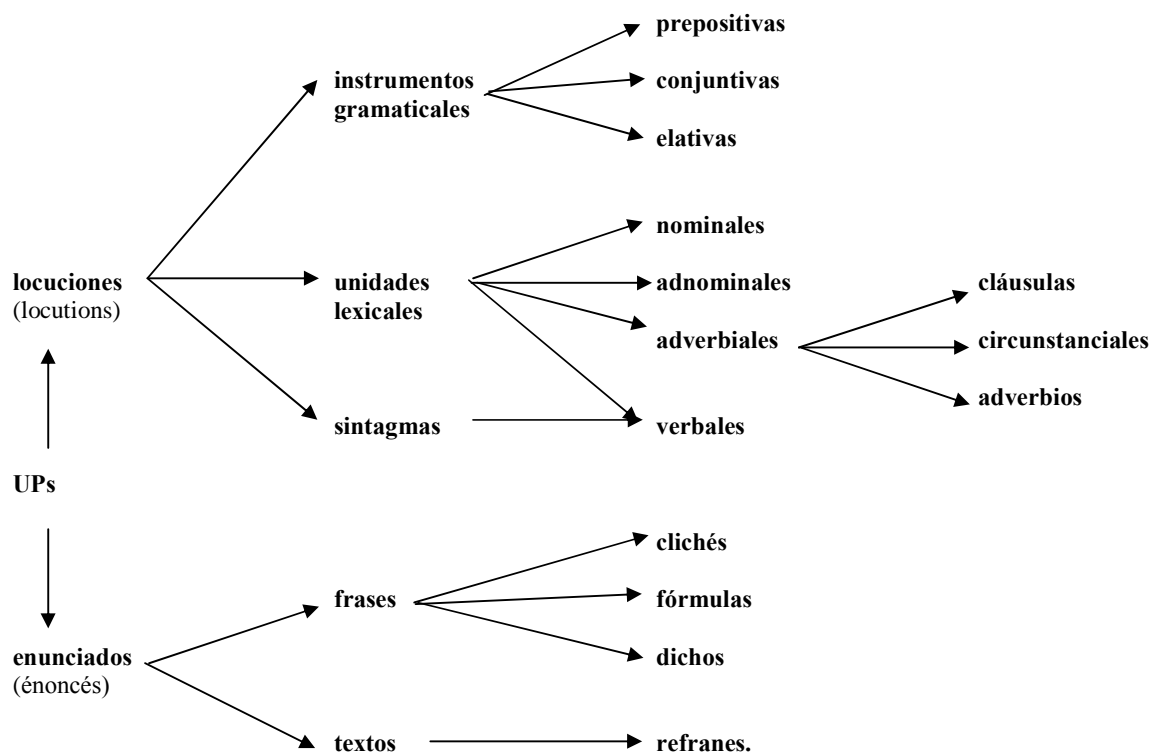 prepositivas
instrumentos
gramaticales
conjuntivas
elativas
nominales
locuciones
(locutions)
unidades
lexicales
adnominales
cláusulas
adverbiales
circunstanciales
adverbios
sintagmas
verbales
UPs
clichés
frases
fórmulas
enunciados
(énoncés)
dichos
textos
refranes.